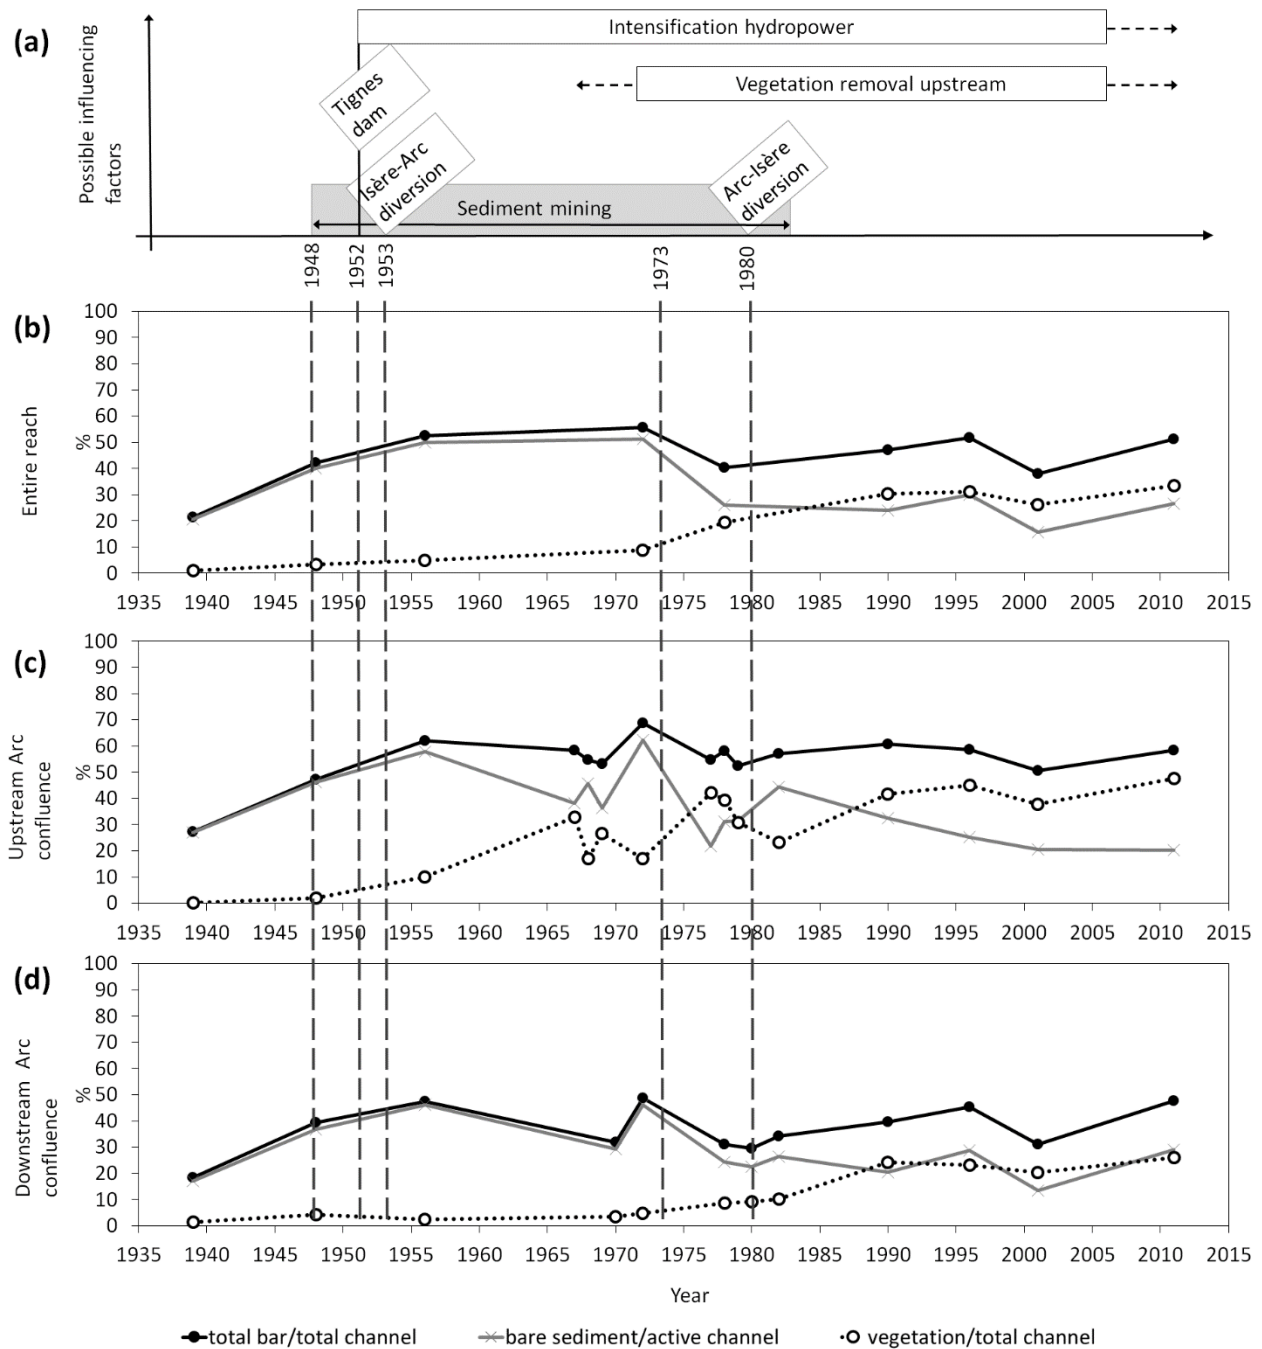 (a)
Possible influencing
factors
Intensification hydropower
Vegetation removal upstream
Tignes
dam
Isère-Arc
diversion
Arc-Isère
diversion
Sediment mining
1948
1952
1953
1973
1980
(b)
Entire reach
%
100
90
80
70
60
50
40
30
20
10
0
1935 1940 1945 1950 1955 1960 1965 1970 1975 1980 1985 1990 1995 2000 2005 2010 2015
(c)
Upstream Arc
confluence
%
100
90
80
70
60
50
40
30
20
10
0
1935 1940 1945 1950 1955 1960 1965 1970 1975 1980 1985 1990 1995 2000 2005 2010 2015
(d)
Downstream Arc
confluence
%
100
90
80
70
60
50
40
30
20
10
0
1935 1940 1945 1950 1955 1960 1965 1970 1975 1980 1985 1990 1995 2000 2005 2010 2015
Year
total bar/total channel bare sediment/active channel vegetation/total channel